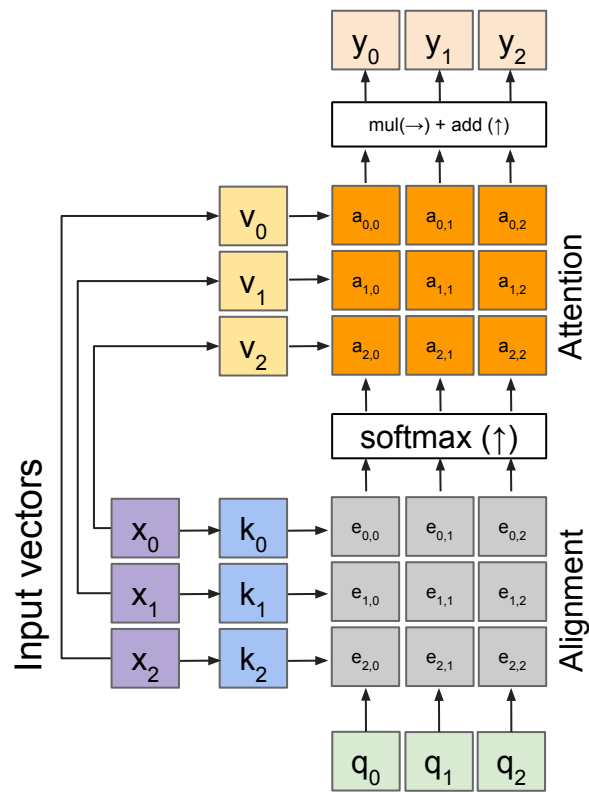 y0 y1 y2
mul(→) + add (↑)
v0 a0,0 a0,1 a0,2
v1 a1,0 a1,1 a1,2
v2 a2,0 a2,1 a2,2
Attention
softmax (↑)
Input vectors
x0 k0 e0,0 e0,1 e0,2
x1 k1 e1,0 e1,1 e1,2
x2 k2 e2,0 e2,1 e2,2
Alignment
q0 q1 q2